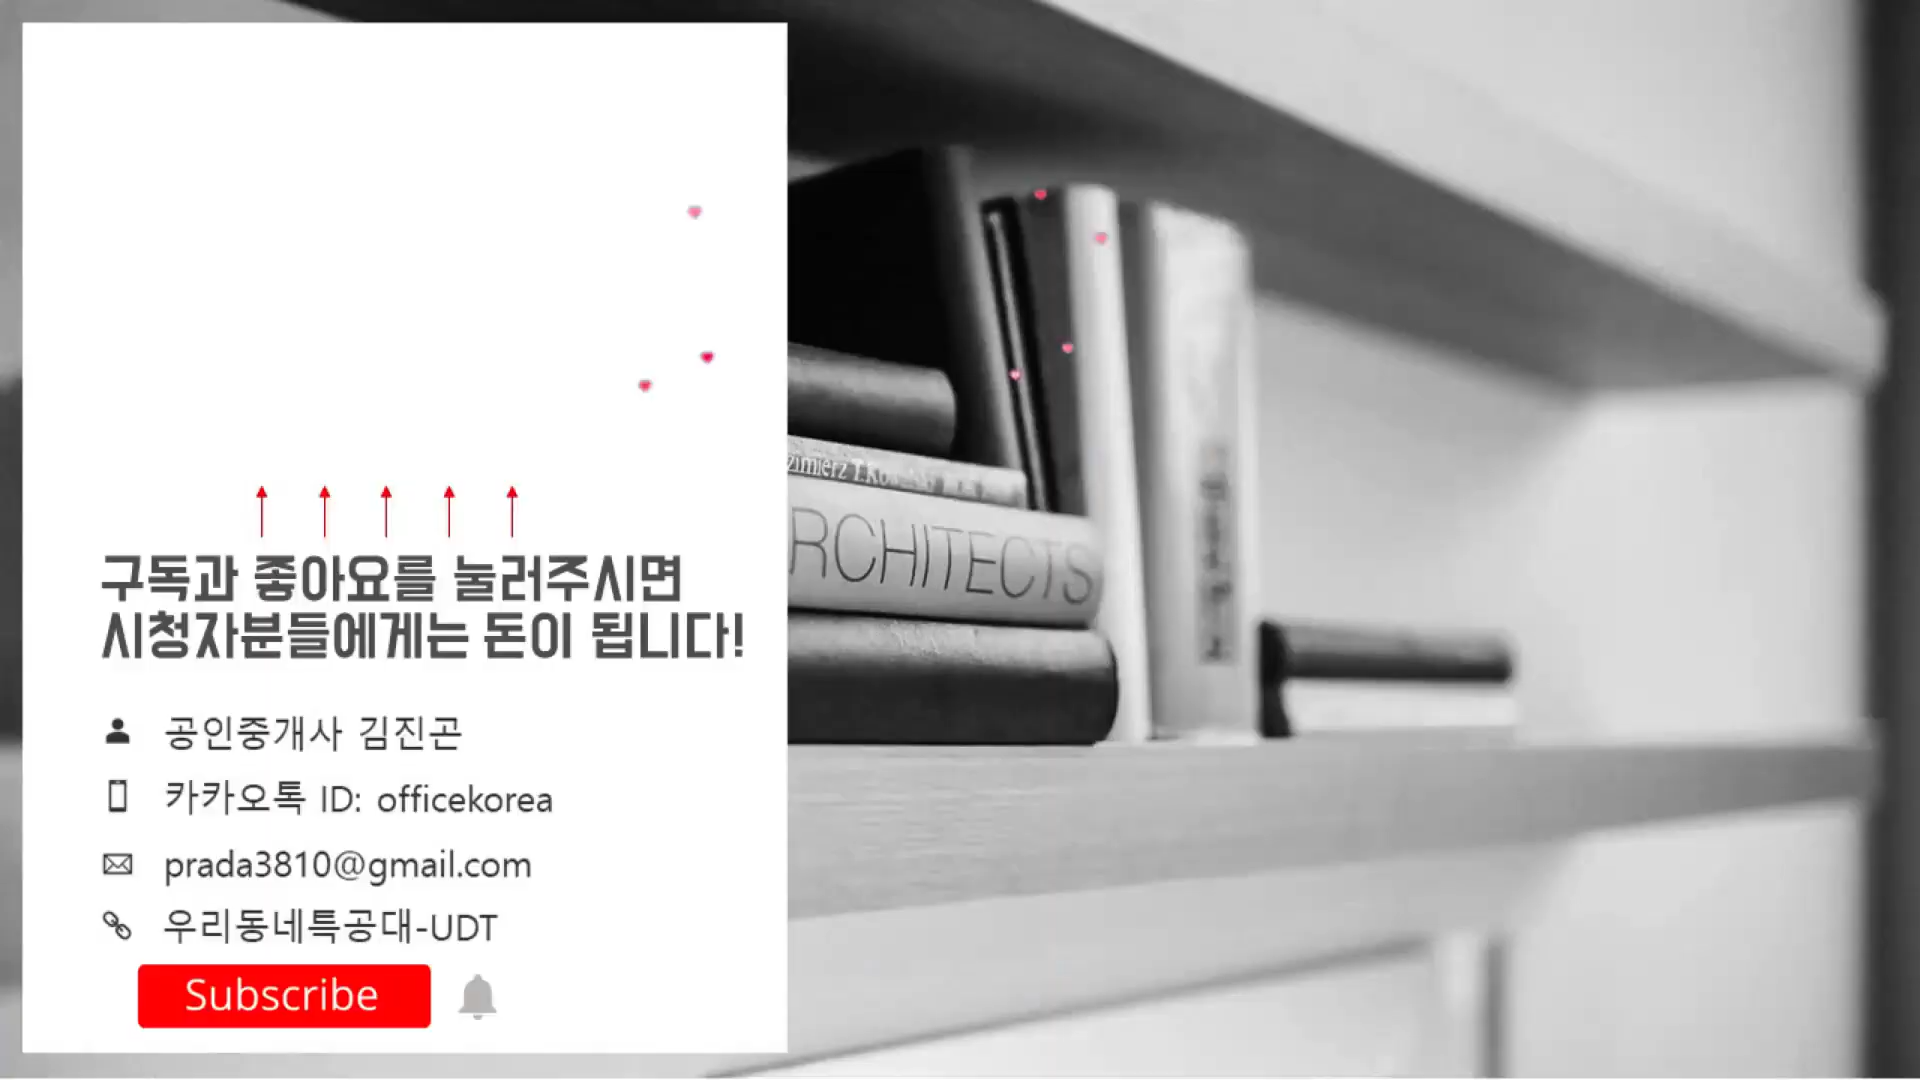 구독과 좋아요를 눌러주시면
시청자분들에게는 돈이 됩니다!
공인중개사 김진곤
카카오톡 ID: officekorea
prada3810@gmail.com
우리동네특공대-UDT
Subscribe
zimierz T.
RCHITECTS